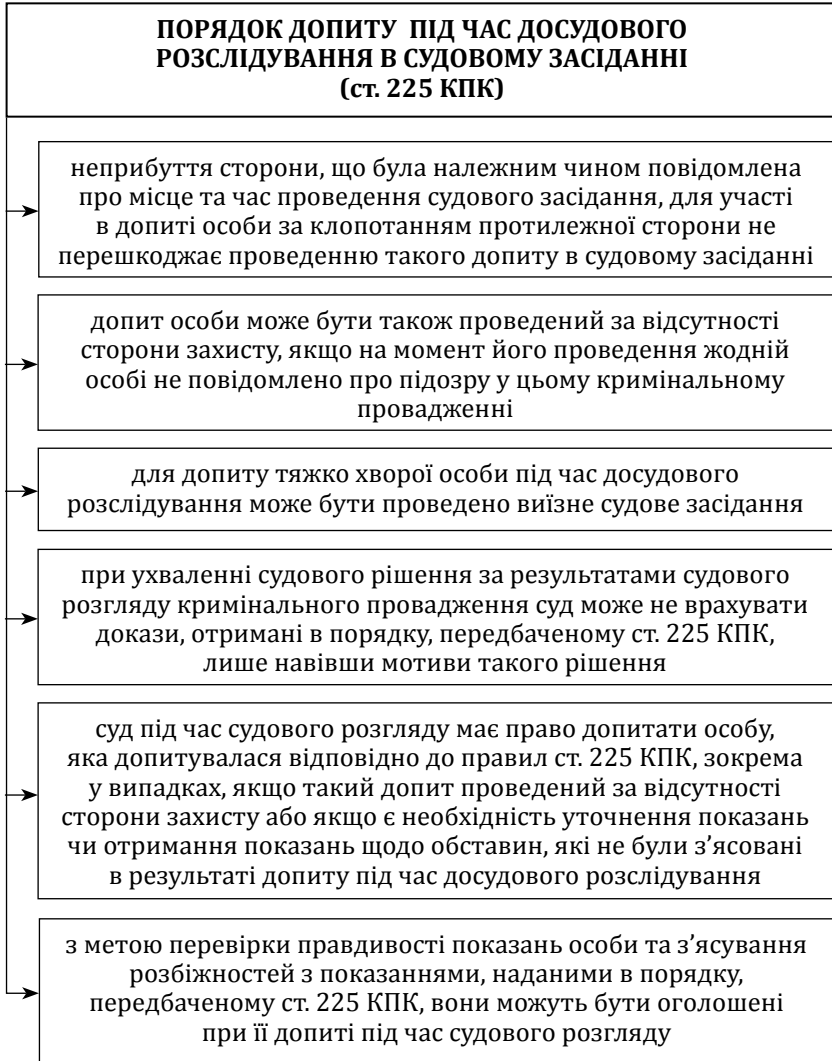 ПОРЯДОК ДОПИТУ ПІД ЧАС ДОСУДОВОГО
РОЗСЛІДУВАННЯ В СУДОВОМУ ЗАСІДАННІ
(ст. 225 КПК)
неприбуття сторони, що була належним чином повідомлена
про місце та час проведення судового засідання, для участі
в допиті особи за клопотанням протилежної сторони не
перешкоджає проведенню такого допиту в судовому засіданні
допит особи може бути також проведений за відсутності
сторони захисту, якщо на момент його проведення жодній
особі не повідомлено про підозру у цьому кримінальному
провадженні
для допиту тяжко хворої особи під час досудового
розслідування може бути проведено виїзне судове засідання
при ухваленні судового рішення за результатами судового
розгляду кримінального провадження суд може не врахувати
докази, отримані в порядку, передбаченому ст. 225 КПК,
лише навівши мотиви такого рішення
суд під час судового розгляду має право допитати особу,
яка допитувалася відповідно до правил ст. 225 КПК, зокрема
у випадках, якщо такий допит проведений за відсутності
сторони захисту або якщо є необхідність уточнення показань
чи отримання показань щодо обставин, які не були з’ясовані
в результаті допиту під час досудового розслідування
з метою перевірки правдивості показань особи та з’ясування
розбіжностей з показаннями, наданими в порядку,
передбаченому ст. 225 КПК, вони можуть бути оголошені
при її допиті під час судового розгляду